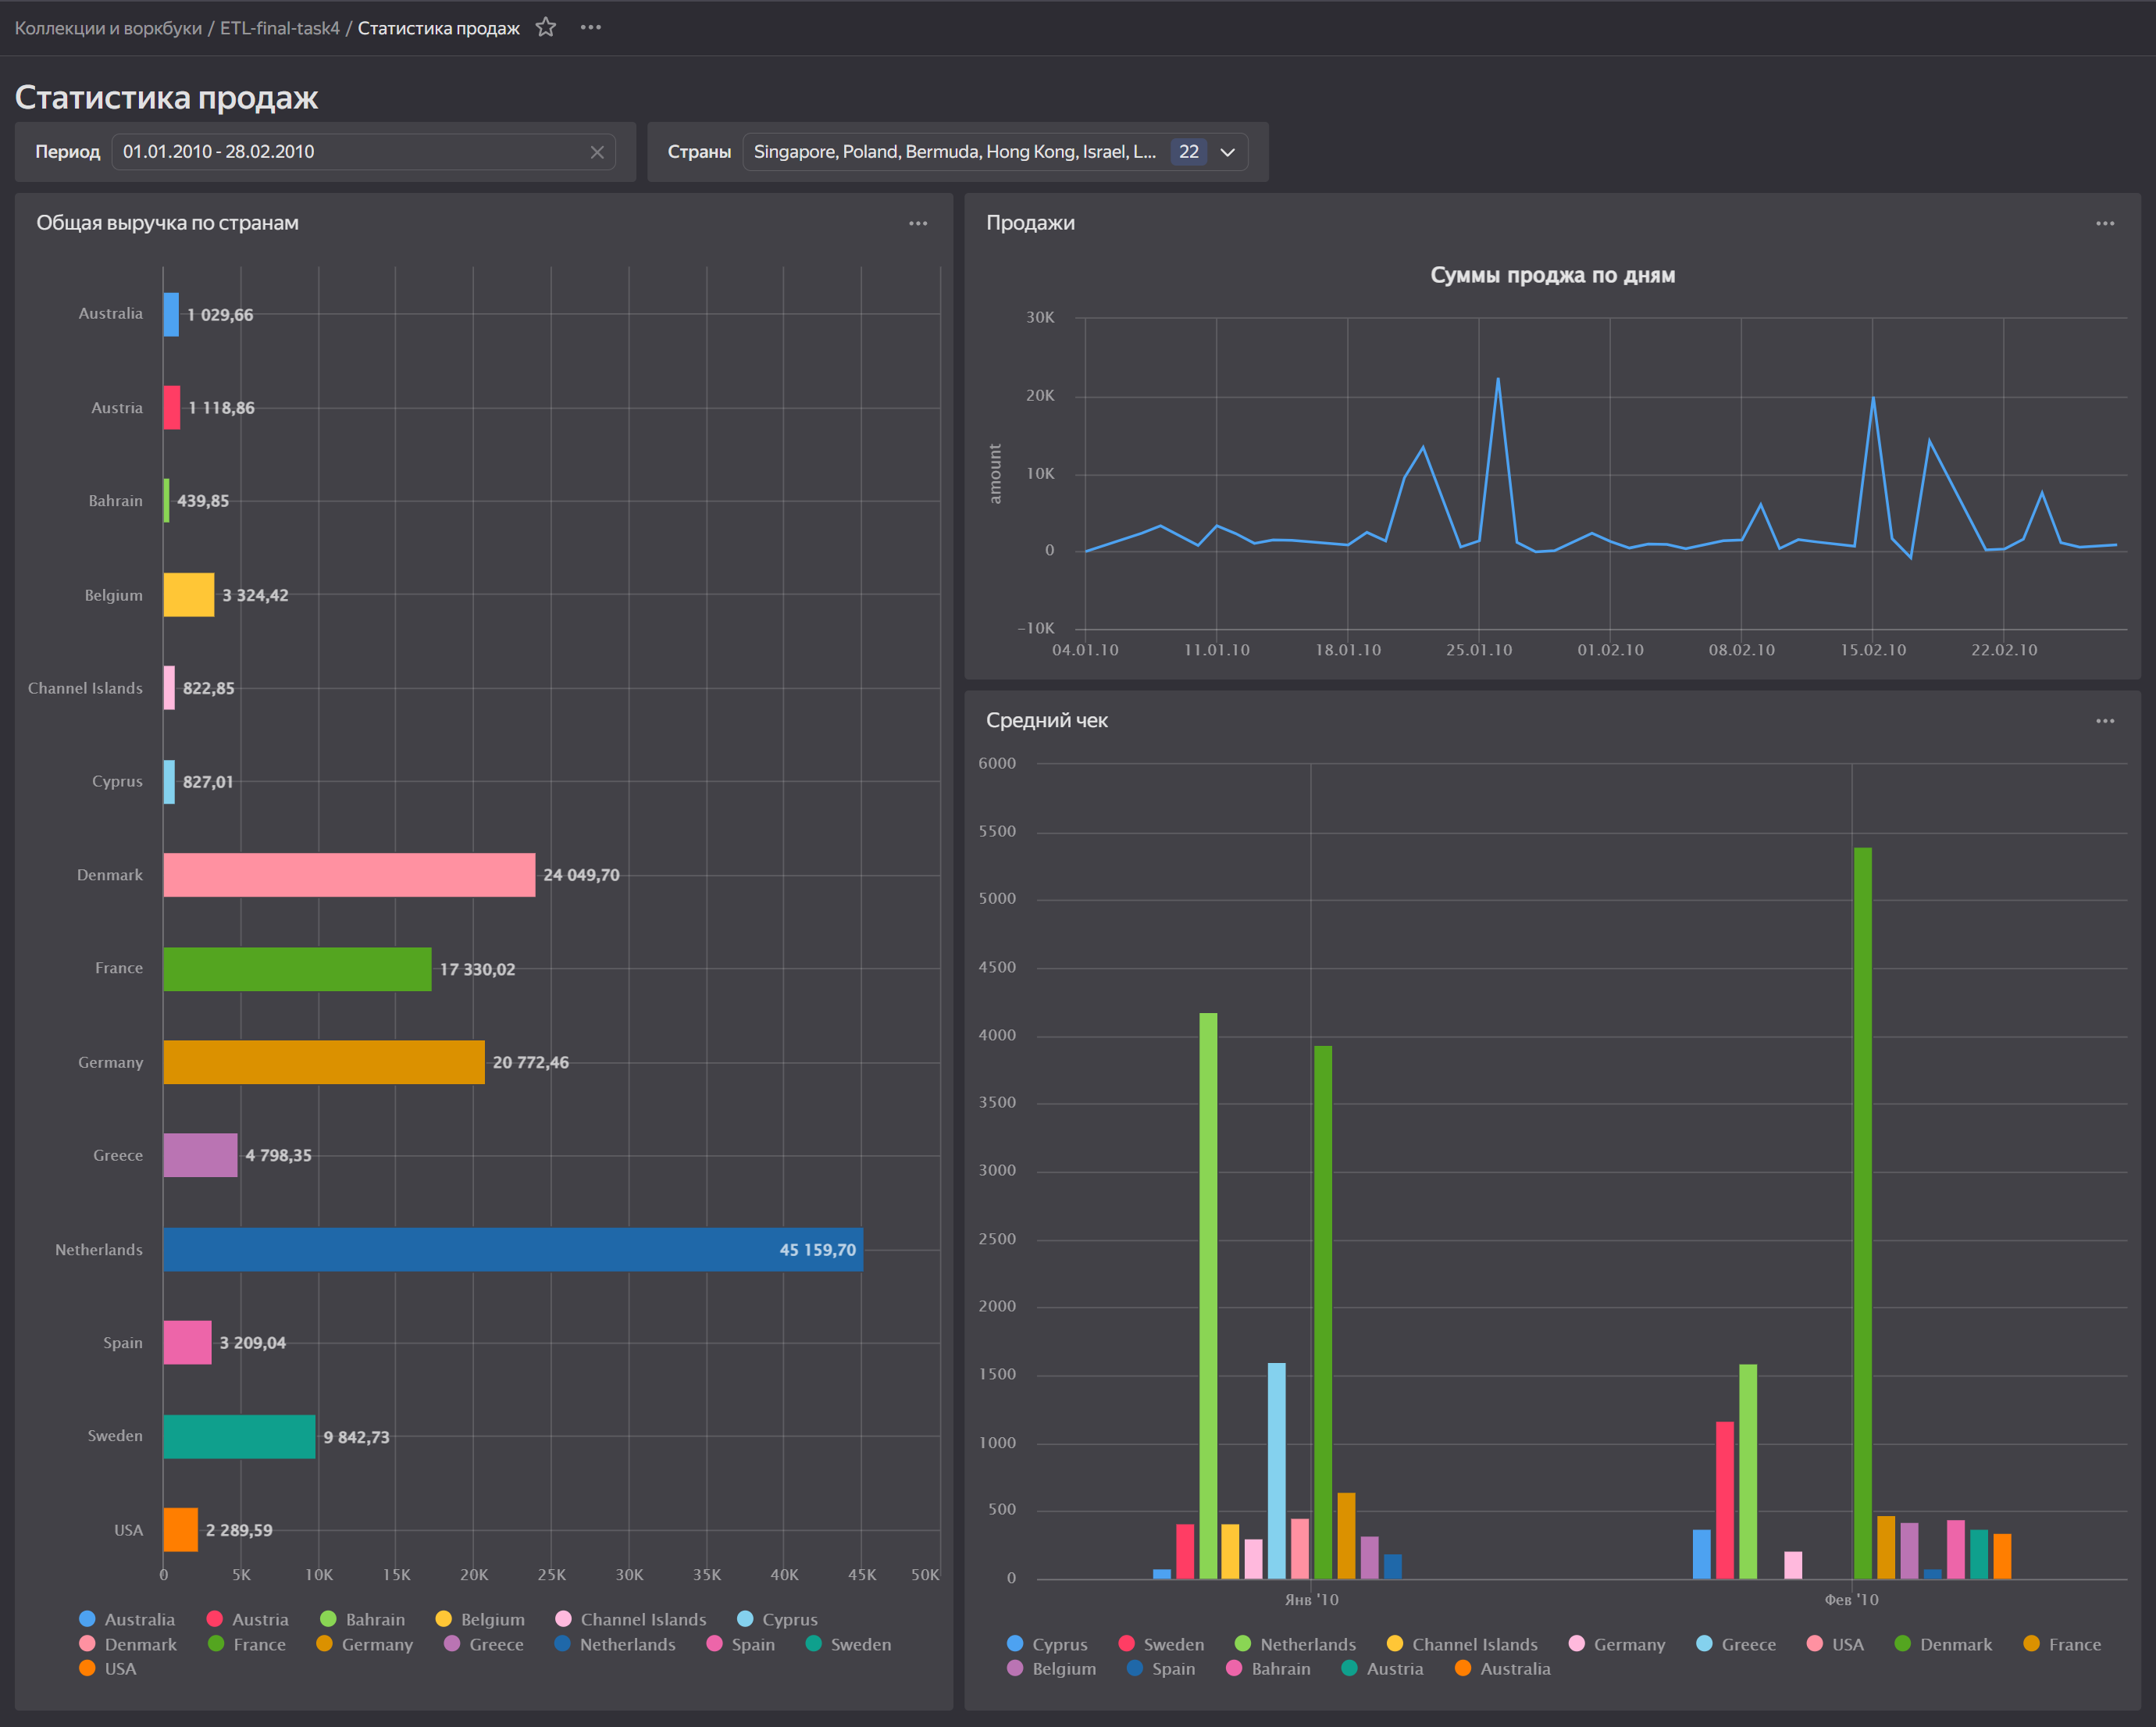 Коллекции и воркбуки / ETL-final-task4 / Статистика продаж
Статистика продаж
Период 01.01.2010 - 28.02.2010
Страны Singapore, Poland, Bermuda, Hong Kong, Israel, L... 22
Общая выручка по странам
Australia 1 029,66
Austria 1 118,86
Bahrain 439,85
Belgium 3 324,42
Channel Islands 822,85
Cyprus 827,01
Denmark 24 049,70
France 17 330,02
Germany 20 772,46
Greece 4 798,35
Netherlands 45 159,70
Spain 3 209,04
Sweden 9 842,73
USA 2 289,59
0 5K 10K 15K 20K 25K 30K 35K 40K 45K 50K
Australia Austria Bahrain Belgium Channel Islands Cyprus
Denmark France Germany Greece Netherlands Spain Sweden
USA
Продажи
Суммы проджа по дням
amount
30K
20K
10K
0
-10K
04.01.10 11.01.10 18.01.10 25.01.10 01.02.10 08.02.10 15.02.10 22.02.10
Средний чек
6000
5500
5000
4500
4000
3500
3000
2500
2000
1500
1000
500
0
Янв '10 Фев '10
Cyprus Sweden Netherlands Channel Islands Germany Greece USA Denmark France
Belgium Spain Bahrain Austria Australia